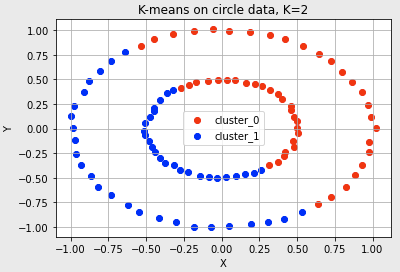 K-means on circle data, K=2
1.00
0.75
0.50
0.25
0.00
−0.25
−0.50
−0.75
−1.00
Y
cluster_0
cluster_1
−1.00 −0.75 −0.50 −0.25 0.00 0.25 0.50 0.75 1.00
X